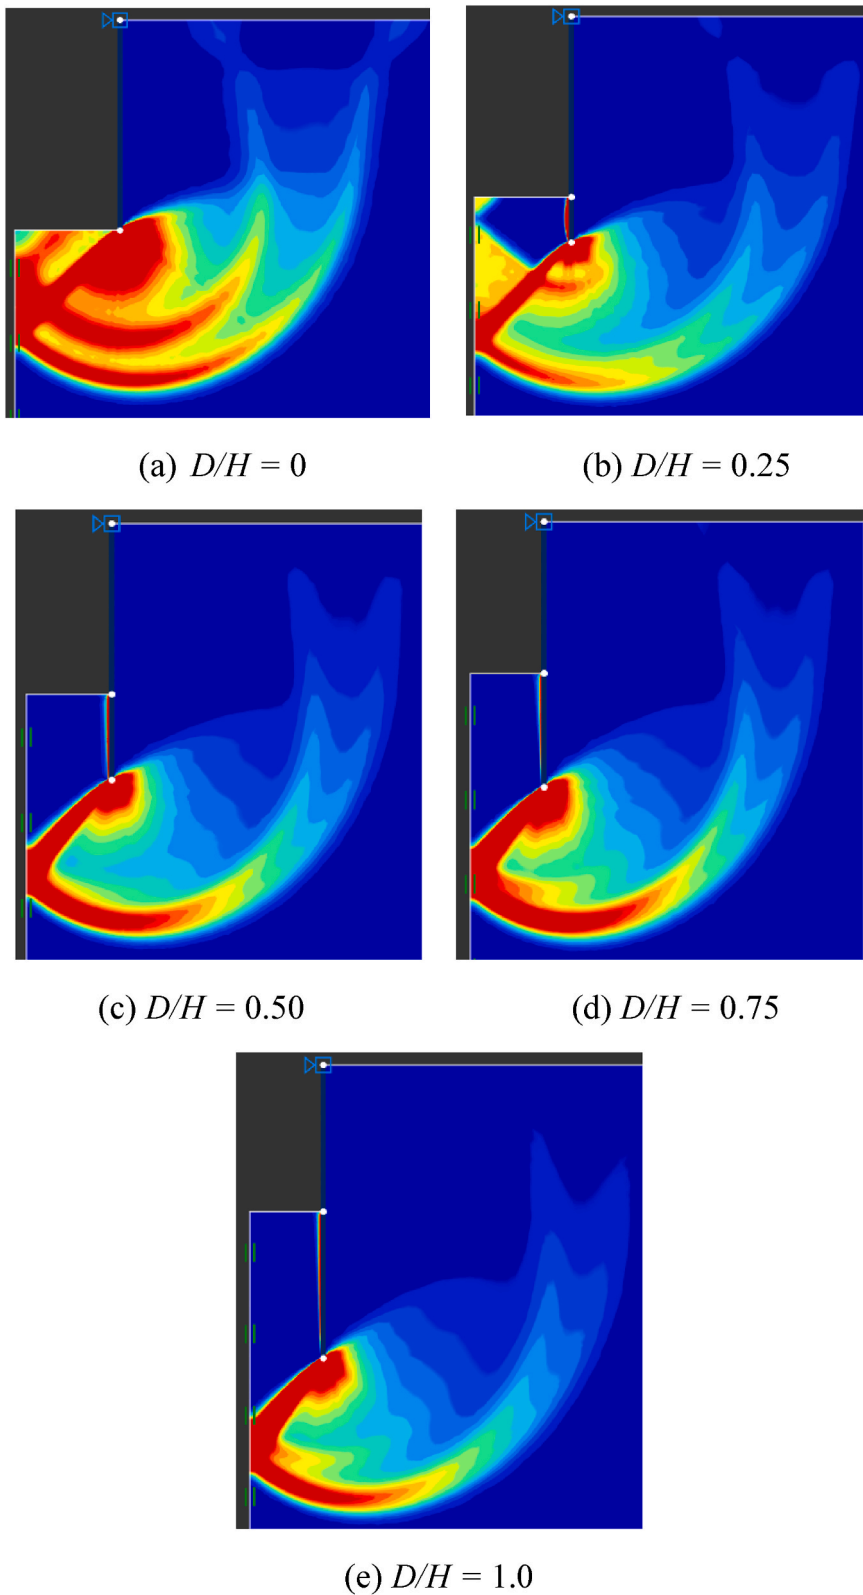 (a) D/H = 0
(b) D/H = 0.25
(c) D/H = 0.50
(d) D/H = 0.75
(e) D/H = 1.0